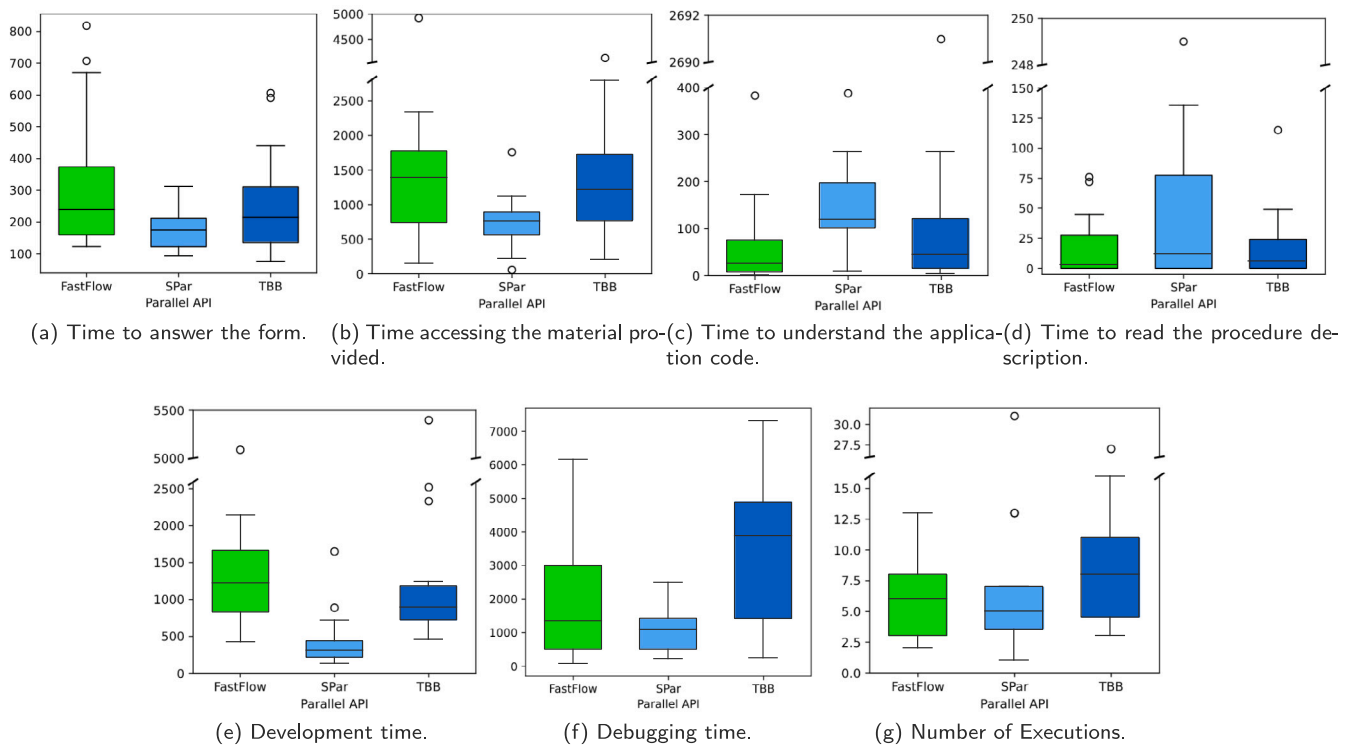 800
700
600
500
400
300
200
100
FastFlow SPar TBB
Parallel API
(a) Time to answer the form.
5000
4500
2500
2000
1500
1000
500
0
FastFlow SPar TBB
Parallel API
(b) Time accessing the material pro-
vided.
2692
2690
400
300
200
100
0
FastFlow SPar TBB
Parallel API
(c) Time to understand the applica-
tion code.
250
248
150
125
100
75
50
25
0
FastFlow SPar TBB
Parallel API
(d) Time to read the procedure de-
scription.
5500
5000
2500
2000
1500
1000
500
0
FastFlow SPar TBB
Parallel API
(e) Development time.
7000
6000
5000
4000
3000
2000
1000
0
FastFlow SPar TBB
Parallel API
(f) Debugging time.
30.0
27.5
15.0
12.5
10.0
7.5
5.0
2.5
0.0
FastFlow SPar TBB
Parallel API
(g) Number of Executions.